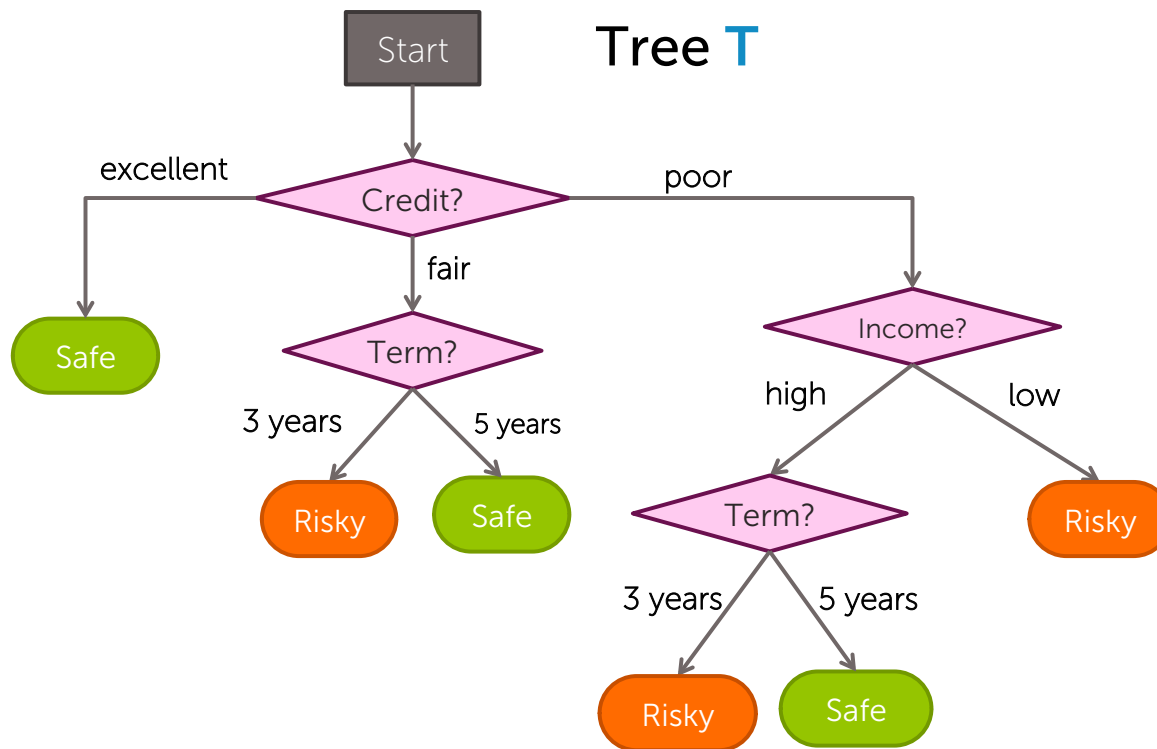 Start
Tree T
excellent
Credit?
poor
fair
Safe
Term?
Income?
3 years
5 years
high
low
Risky
Safe
Term?
Risky
3 years
5 years
Risky
Safe